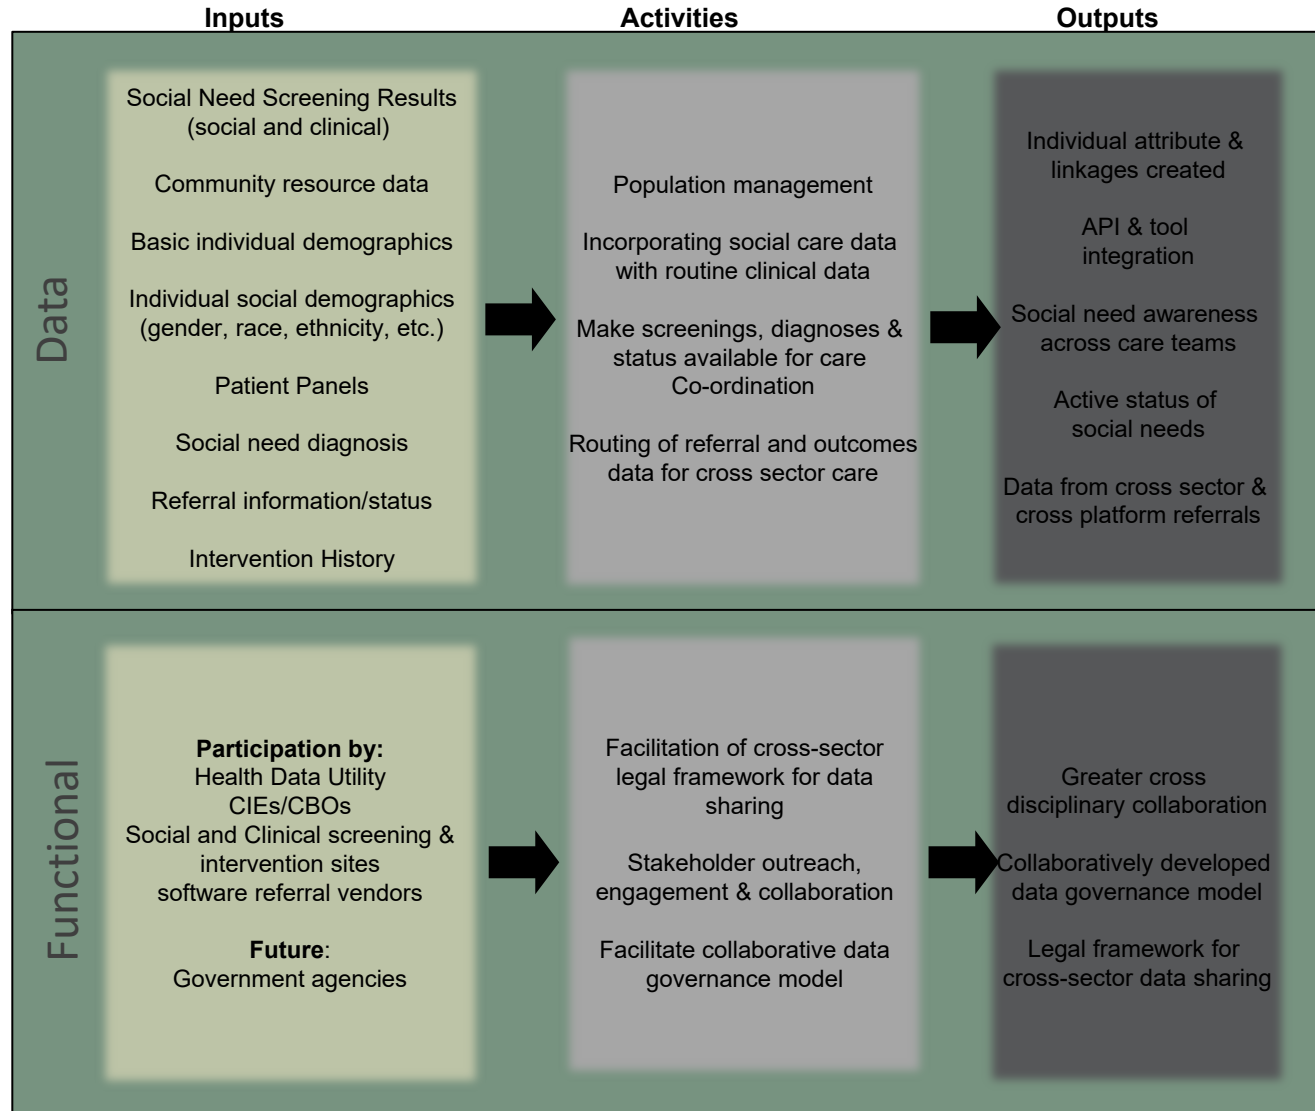 Inputs
Activities
Outputs
Data
Social Need Screening Results
(social and clinical)
Community resource data
Basic individual demographics
Individual social demographics
(gender, race, ethnicity, etc.)
Patient Panels
Social need diagnosis
Referral information/status
Intervention History
Population management
Incorporating social care data
with routine clinical data
Make screenings, diagnoses &
status available for care
Co-ordination
Routing of referral and outcomes
data for cross sector care
Individual attribute &
linkages created
API & tool
integration
Social need awareness
across care teams
Active status of
social needs
Data from cross sector &
cross platform referrals
Functional
Participation by:
Health Data Utility
CIEs/CBOs
Social and Clinical screening &
intervention sites
software referral vendors
Future:
Government agencies
Facilitation of cross-sector
legal framework for data
sharing
Stakeholder outreach,
engagement & collaboration
Facilitate collaborative data
governance model
Greater cross
disciplinary collaboration
Collaboratively developed
data governance model
Legal framework for
cross-sector data sharing